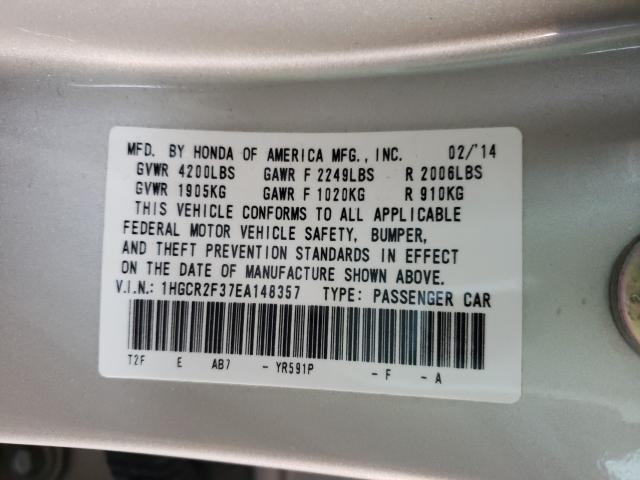 MFD. BY HONDA OF AMERICA MFG., INC. 02/'14
GVWR 4200LBS GAWR F 2249LBS R 2006LBS
GVWR 1905KG GAWR F 1020KG R 910KG
THIS VEHICLE CONFORMS TO ALL APPLICABLE
FEDERAL MOTOR VEHICLE SAFETY, BUMPER,
AND THEFT PREVENTION STANDARDS IN EFFECT
ON THE DATE OF MANUFACTURE SHOWN ABOVE.
V.I.N.: 1HGCR2F37EA148357 TYPE: PASSENGER CAR
T2F E AB7 - YR591P - F - A